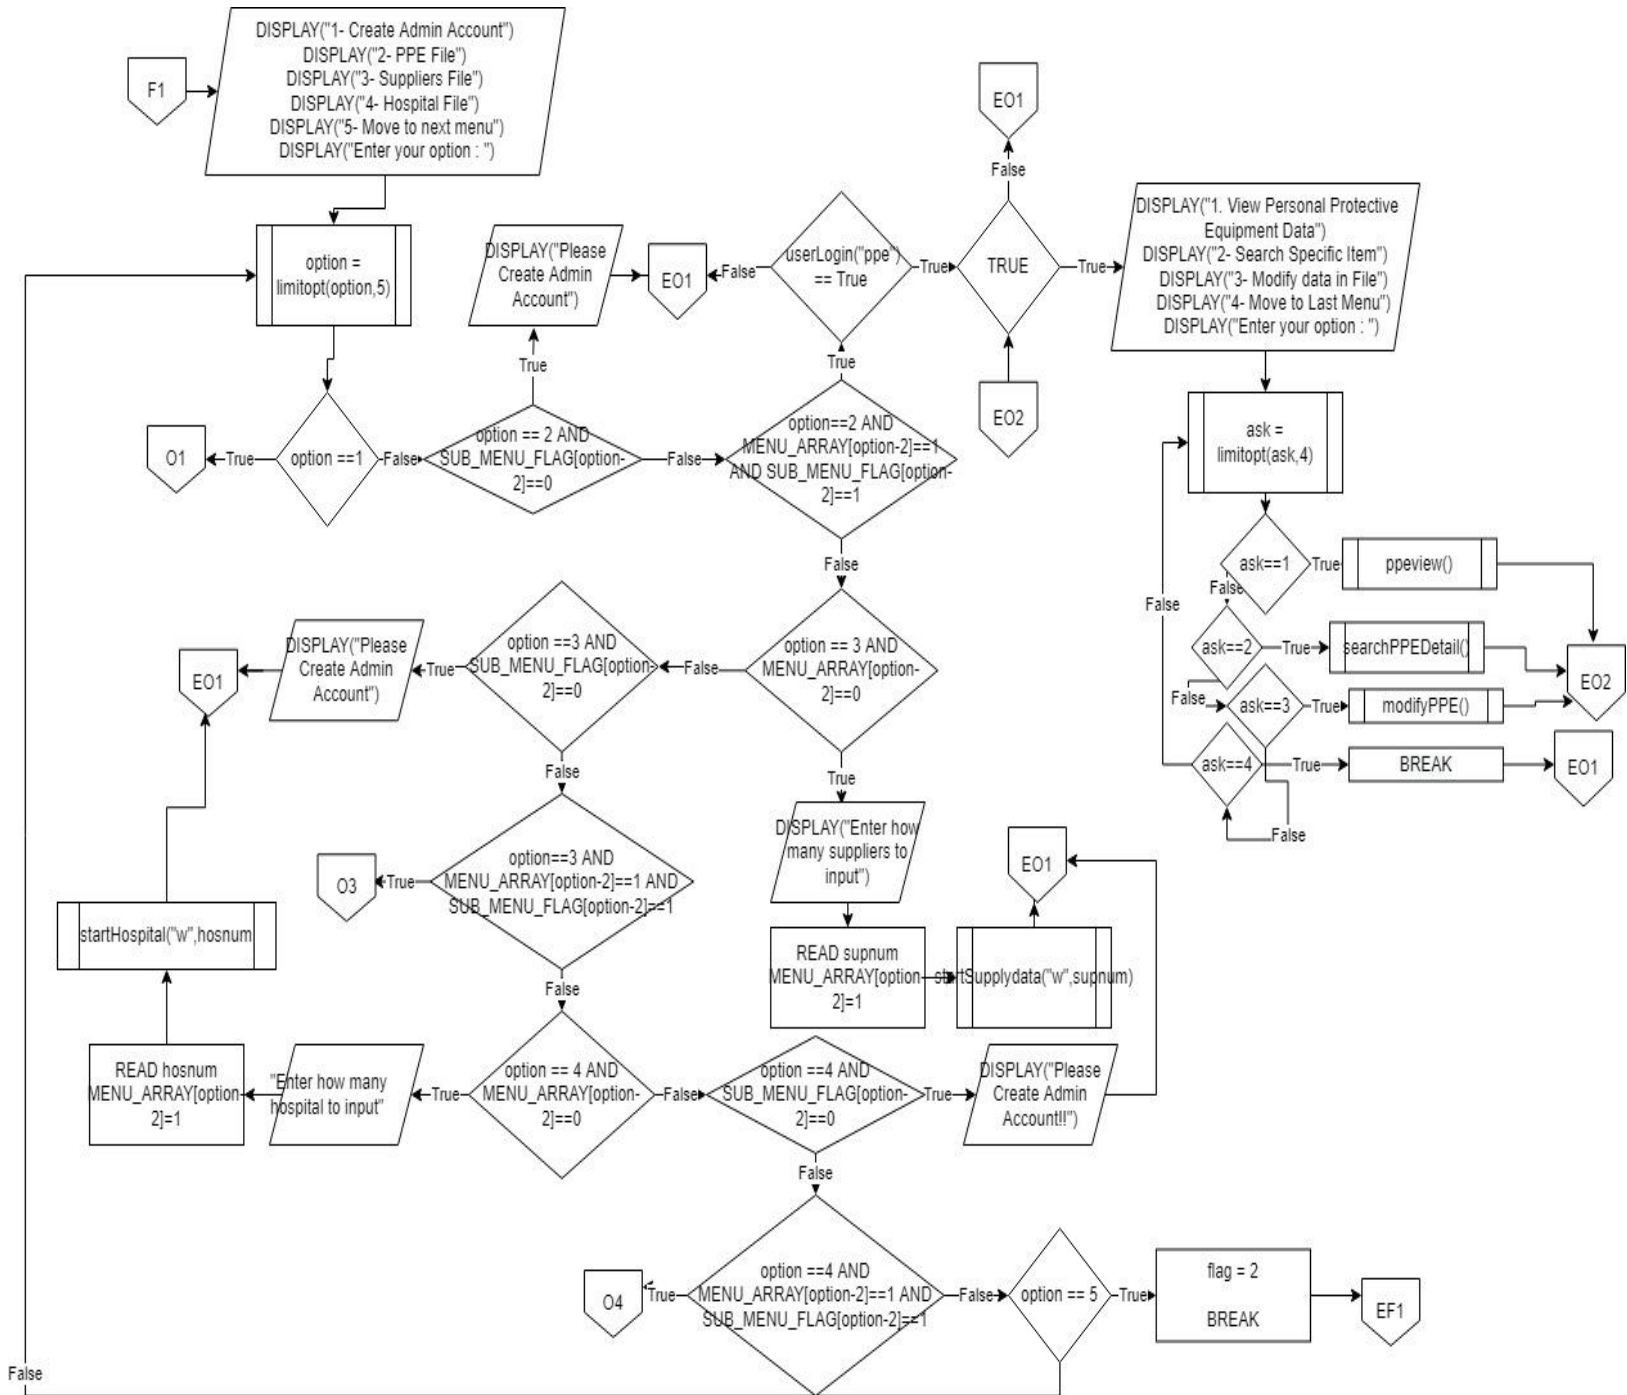 F1
DISPLAY("1- Create Admin Account")
DISPLAY("2- PPE File")
DISPLAY("3- Suppliers File")
DISPLAY("4- Hospital File")
DISPLAY("5- Move to next menu")
DISPLAY("Enter your option : ")
option =
limitopt(option,5)
option ==1
True
O1
False
option == 2 AND
SUB_MENU_FLAG[option-
2]==0
True
DISPLAY("Please
Create Admin
Account")
EO1
False
option==2 AND
MENU_ARRAY[option-2]==1
AND SUB_MENU_FLAG[option-
2]==1
True
userLogin("ppe")
== True
False
True
TRUE
False
EO1
EO2
True
DISPLAY("1. View Personal Protective
Equipment Data")
DISPLAY("2- Search Specific Item")
DISPLAY("3- Modify data in File")
DISPLAY("4- Move to Last Menu")
DISPLAY("Enter your option : ")
ask =
limitopt(ask,4)
ask==1
True
ppeview()
False
ask==2
True
searchPPEDetail()
False
ask==3
True
modifyPPE()
EO2
False
ask==4
True
BREAK
EO1
False
False
option == 3 AND
MENU_ARRAY[option-
2]==0
False
option ==3 AND
SUB_MENU_FLAG[option-
2]==0
True
DISPLAY("Please
Create Admin
Account")
EO1
True
DISPLAY("Enter how
many suppliers to
input")
READ supnum
MENU_ARRAY[option-
2]=1
startSupplydata("w",supnum)
EO1
False
option==3 AND
MENU_ARRAY[option-2]==1 AND
SUB_MENU_FLAG[option-2]==1
True
O3
False
option == 4 AND
MENU_ARRAY[option-
2]==0
True
"Enter how many
hospital to input"
READ hosnum
MENU_ARRAY[option-
2]=1
startHospital("w",hosnum
False
option ==4 AND
SUB_MENU_FLAG[option-
2]==0
True
DISPLAY("Please
Create Admin
Account!!")
False
option ==4 AND
MENU_ARRAY[option-2]==1 AND
SUB_MENU_FLAG[option-2]==1
True
O4
False
option == 5
True
flag = 2
BREAK
EF1
False